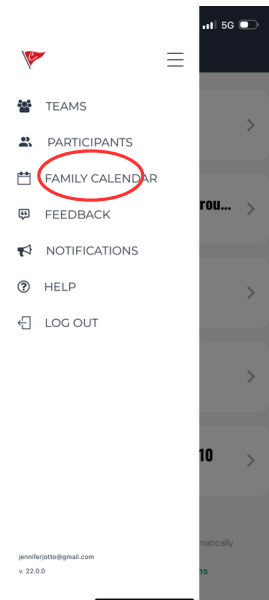 5G
TEAMS
PARTICIPANTS
FAMILY CALENDAR
rou...
FEEDBACK
NOTIFICATIONS
HELP
LOG OUT
10
matically
jenniferjotto@gmail.com
v. 22.0.0
ns